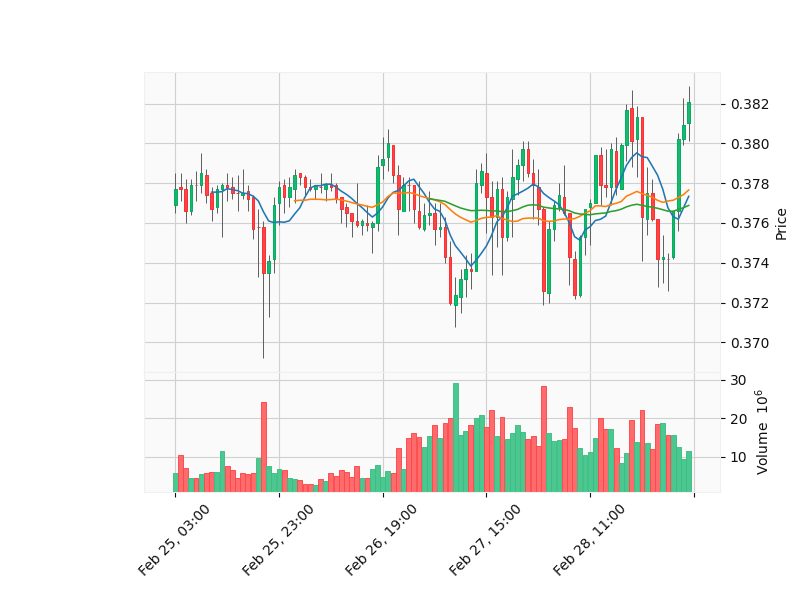 0.382
0.380
0.378
0.376
0.374
0.372
0.370
Price
30
20
10
Volume 10⁶
Feb 25, 03:00
Feb 25, 23:00
Feb 26, 19:00
Feb 27, 15:00
Feb 28, 11:00